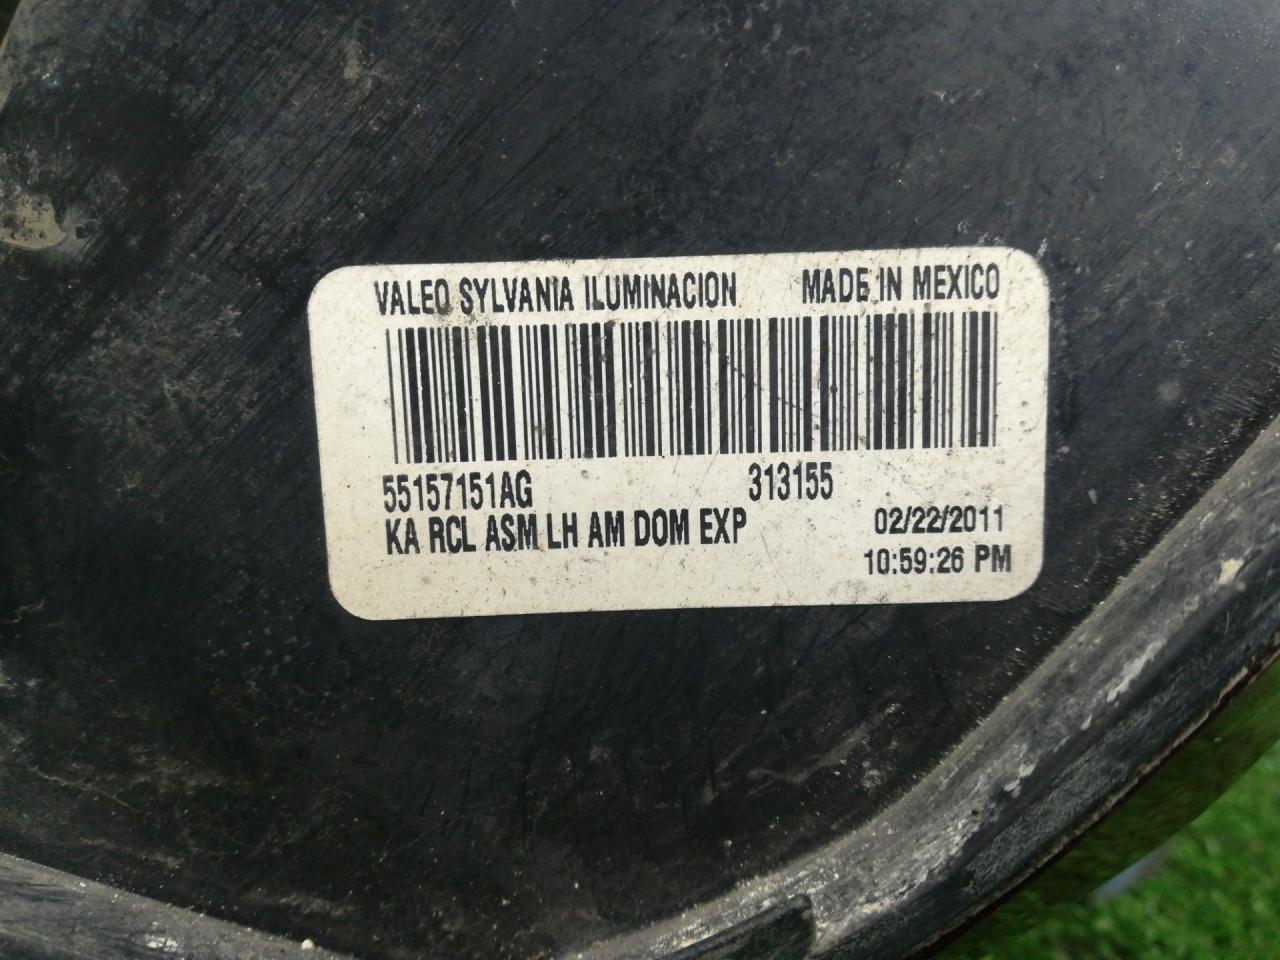 VALEO SYLVANIA ILUMINACION MADE IN MEXICO
55157151AG 313155
KA RCL ASM LH AM DOM EXP 02/22/2011
10:59:26 PM